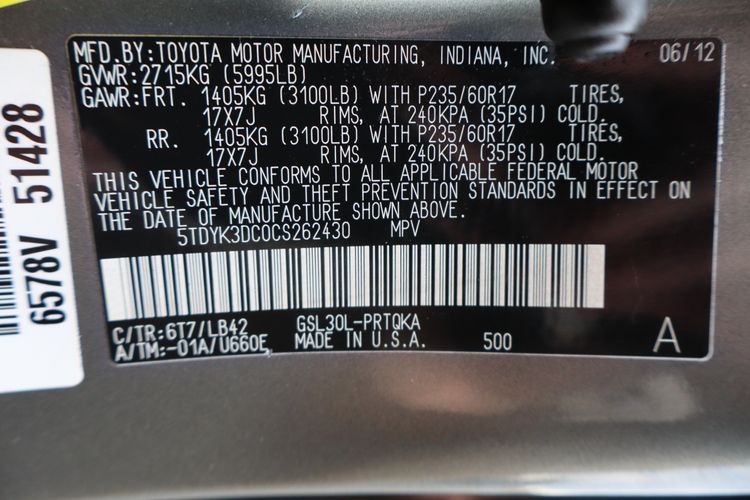 MFD.BY:TOYOTA MOTOR MANUFACTURING, INDIANA, INC. 06/12
GVWR:2715KG (5995LB)
GAWR:FRT. 1405KG (3100LB) WITH P235/60R17 TIRES,
17X7J RIMS, AT 240KPA (35PSI) COLD.
RR. 1405KG (3100LB) WITH P235/60R17 TIRES,
17X7J RIMS, AT 240KPA (35PSI) COLD.
THIS VEHICLE CONFORMS TO ALL APPLICABLE FEDERAL MOTOR
VEHICLE SAFETY AND THEFT PREVENTION STANDARDS IN EFFECT ON
THE DATE OF MANUFACTURE SHOWN ABOVE.
5TDYK3DC0CS262430 MPV
C/TR:6T7/LB42 GSL30L-PRTQKA
A/TM:-01A/U660E MADE IN U.S.A. 500 A
6578V 51428